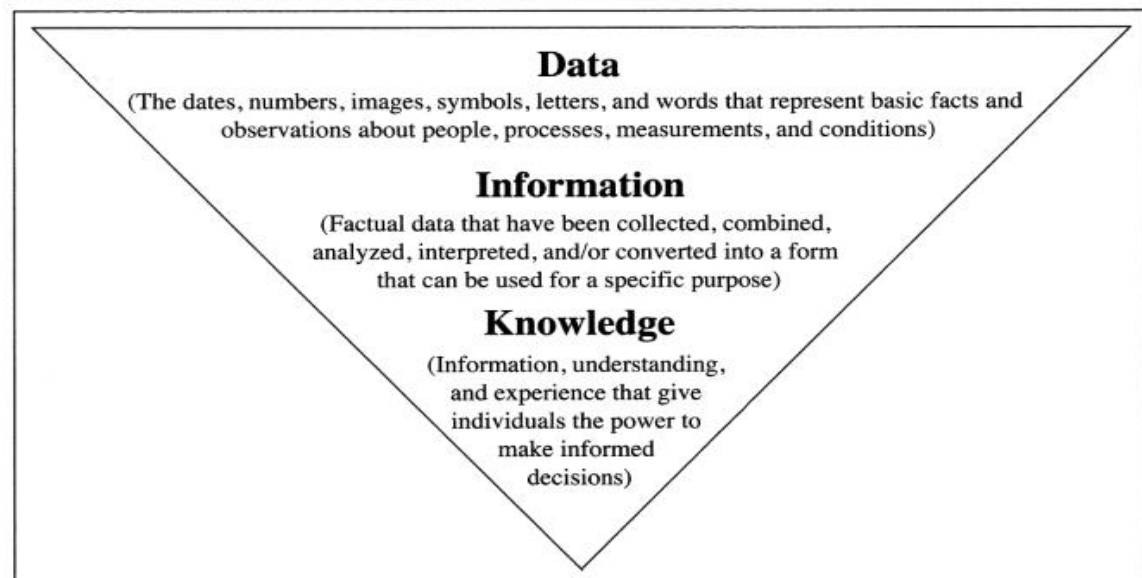 Data
(The dates, numbers, images, symbols, letters, and words that represent basic facts and
observations about people, processes, measurements, and conditions)
Information
(Factual data that have been collected, combined,
analyzed, interpreted, and/or converted into a form
that can be used for a specific purpose)
Knowledge
(Information, understanding,
and experience that give
individuals the power to
make informed
decisions)